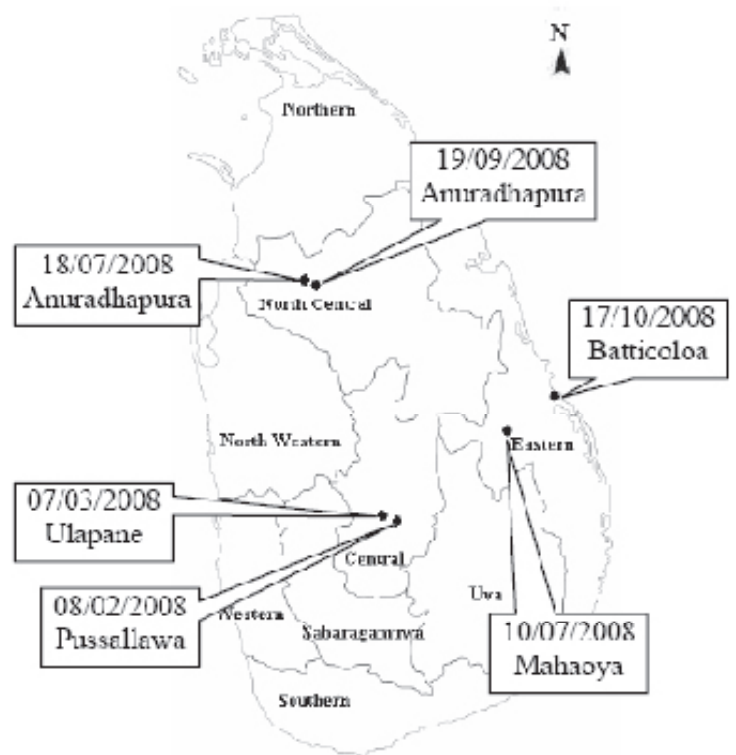 N
Northern
19/09/2008
Anuradhapura
18/07/2008
Anuradhapura
North Central
17/10/2008
Batticoloa
North Western
Eastern
07/03/2008
Ulapane
Central
08/02/2008
Pussallawa
Western
Uva
Sabaragamuwa
10/07/2008
Mahaoya
Southern